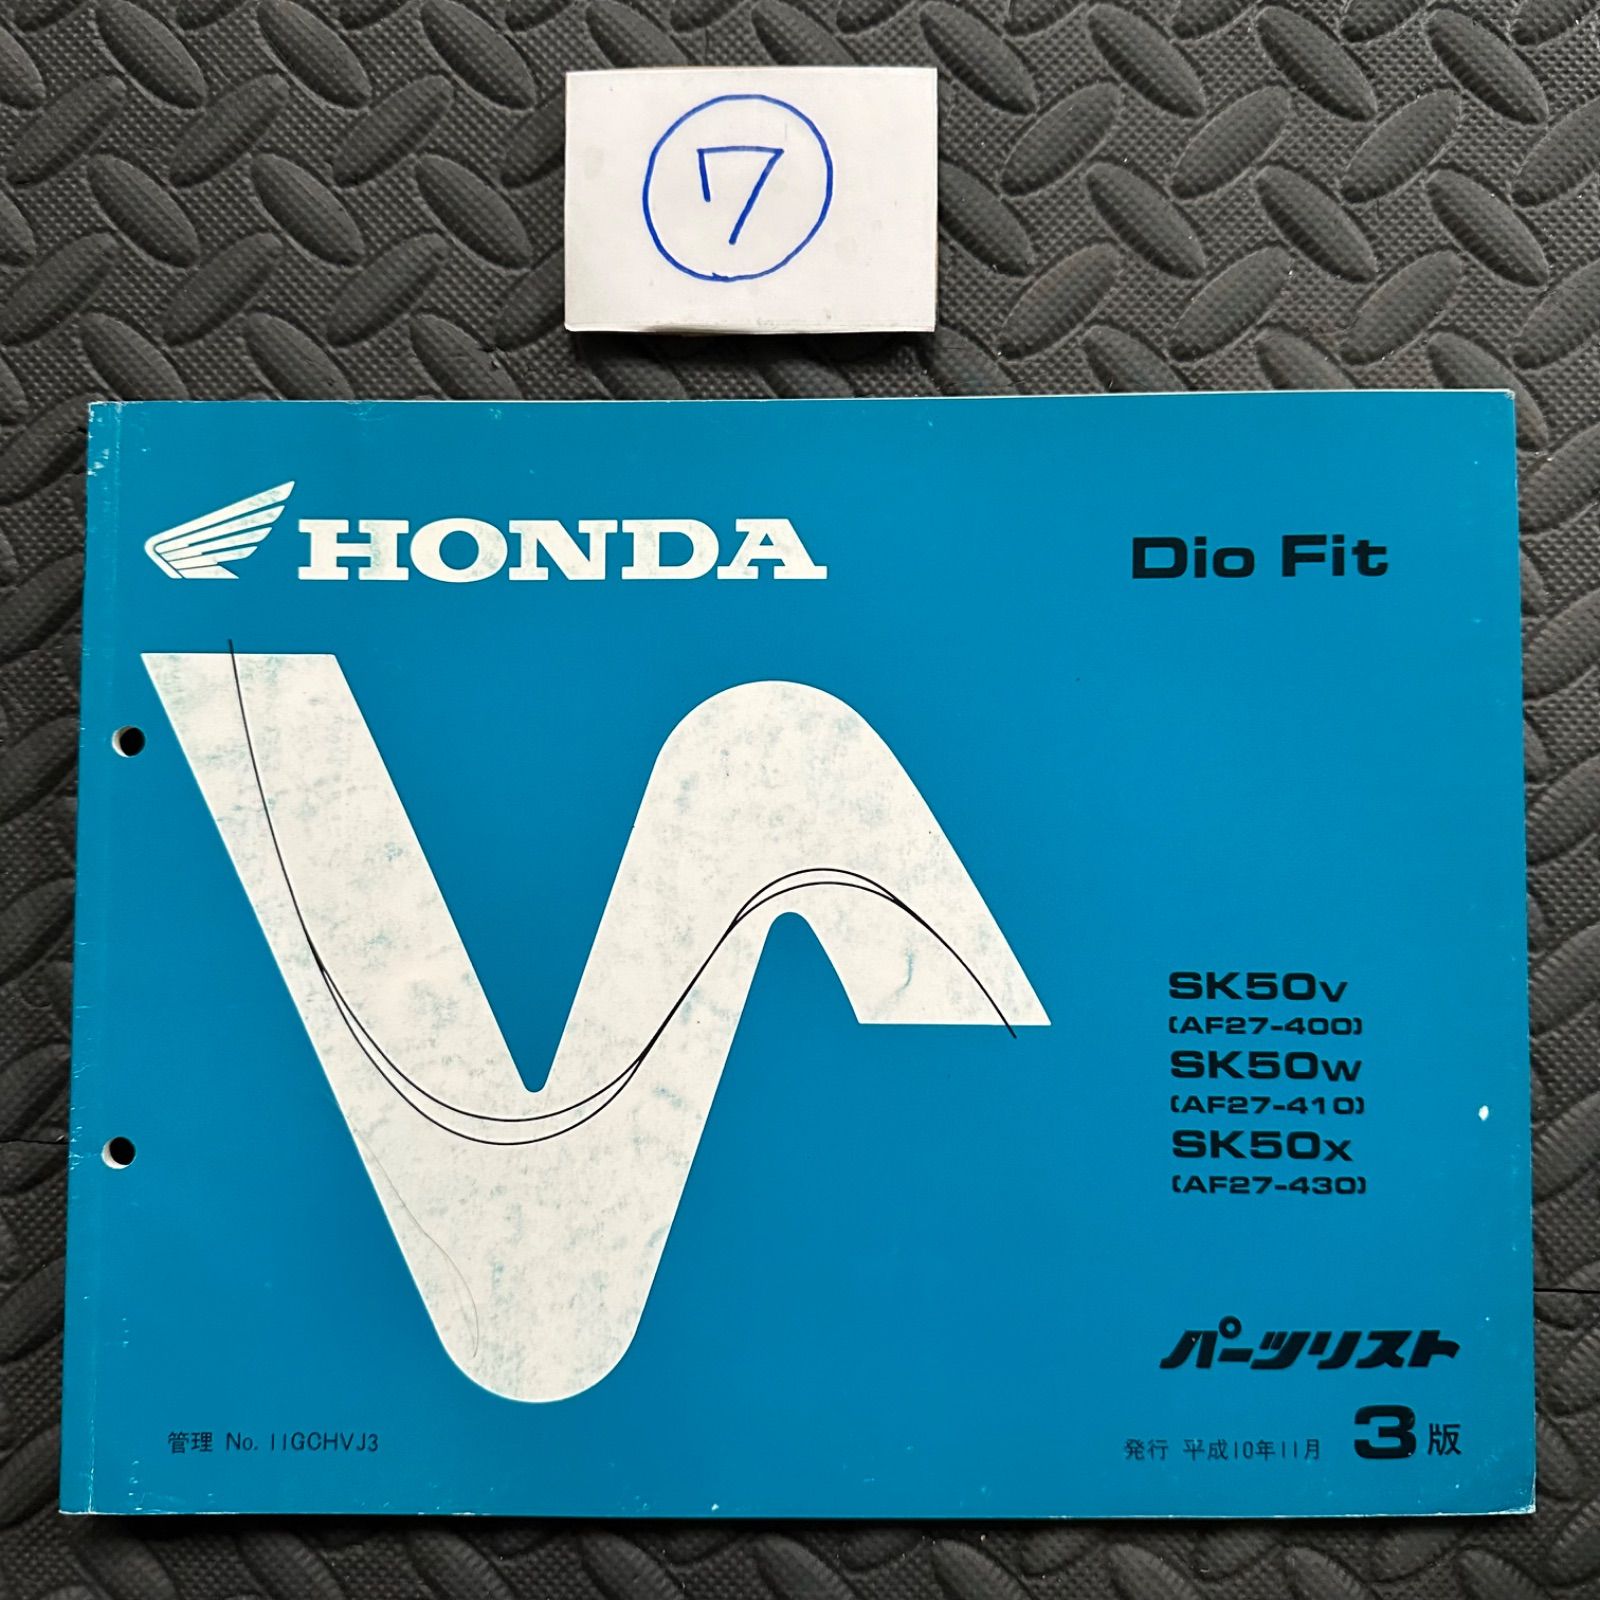 7
HONDA
Dio Fit
SK50V
(AF27-400)
SK50W
(AF27-410)
SK50X
(AF27-430)
パーツリスト
管理 No. 11GCHVJ3
発行 平成10年11月 3版